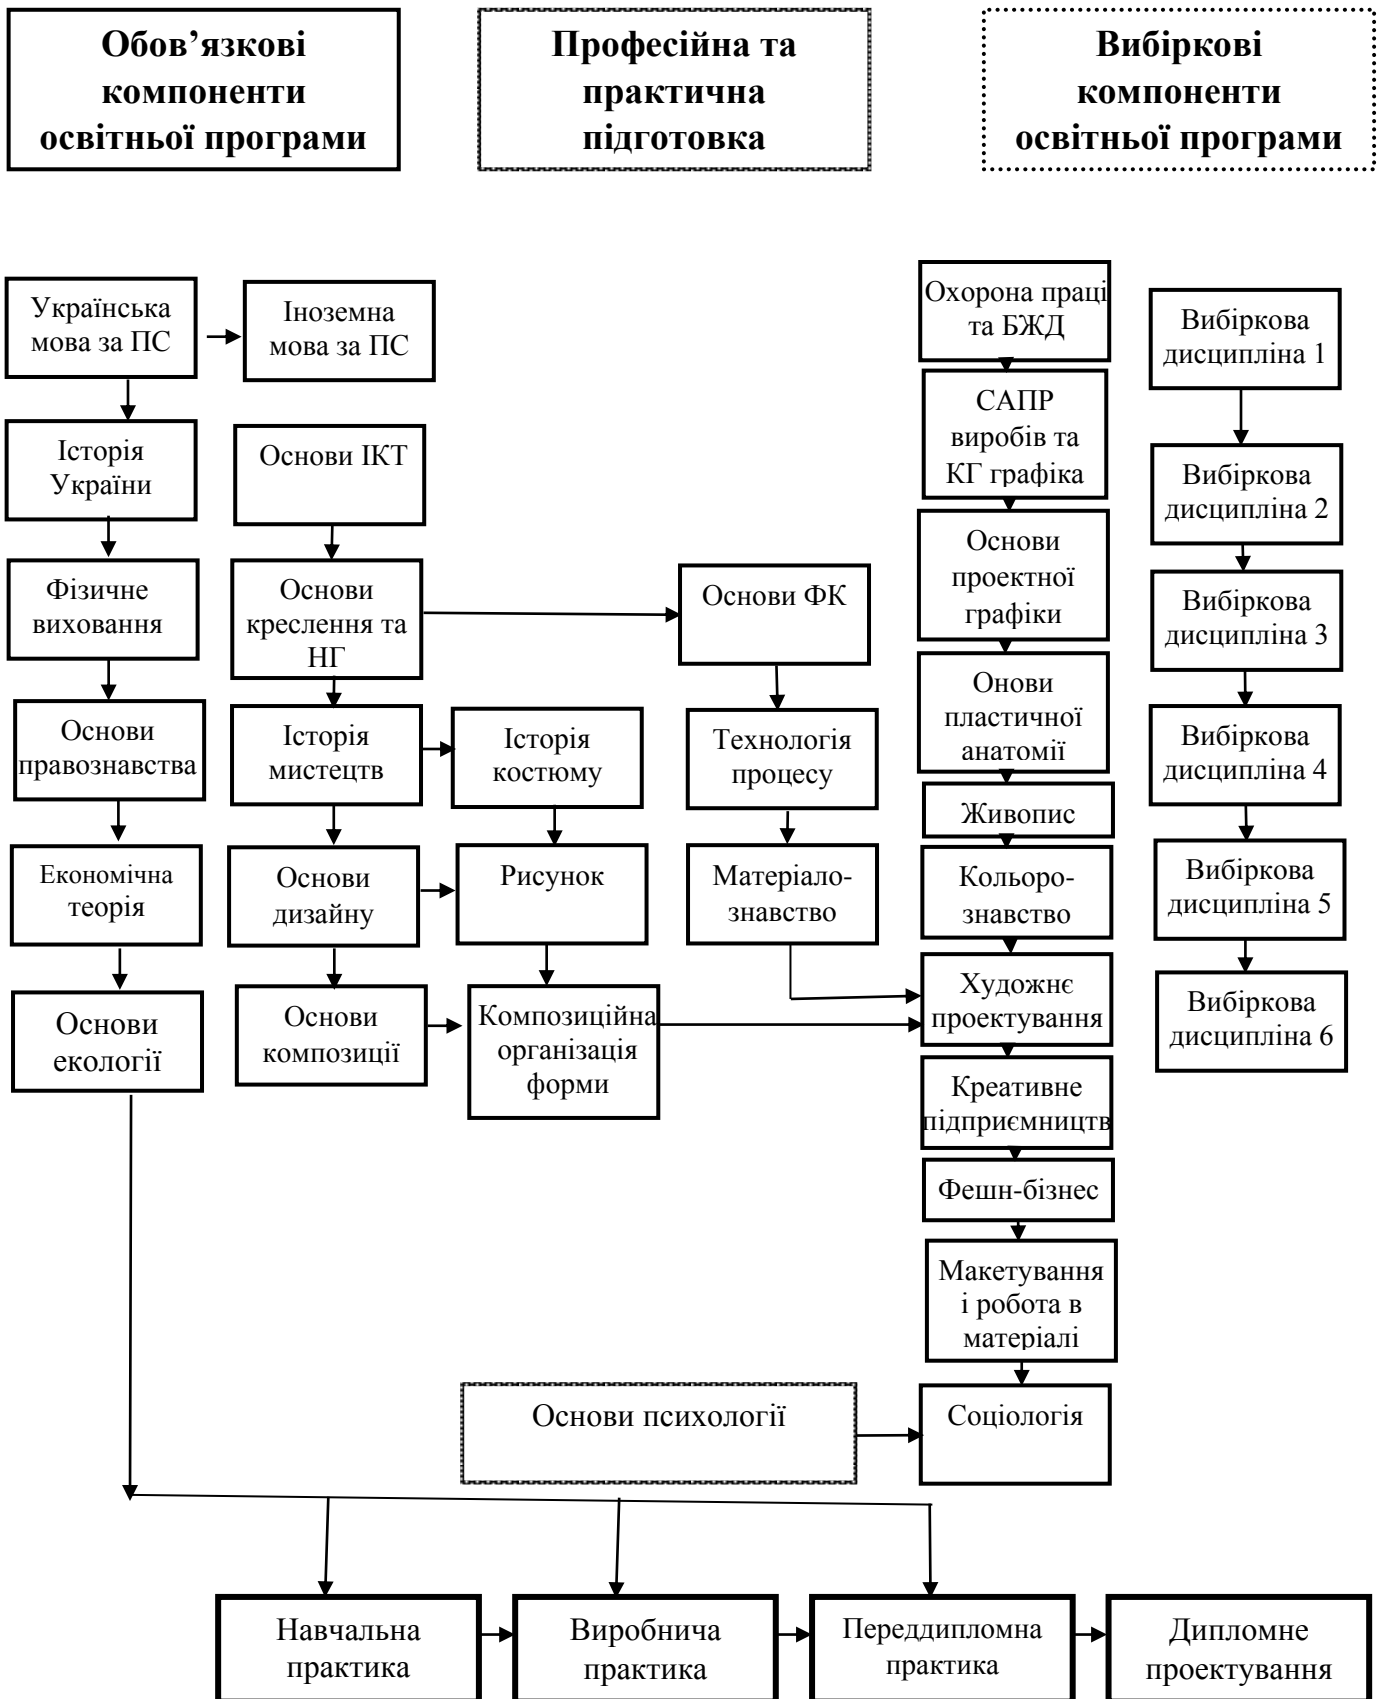 Обов’язкові
компоненти
освітньої програми
Професійна та
практична
підготовка
Вибіркові
компоненти
освітньої програми
Українська
мова за ПС
Іноземна
мова за ПС
Історія
України
Фізичне
виховання
Основи
правознавства
Економічна
теорія
Основи
екології
Основи ІКТ
Основи
креслення та
НГ
Історія
мистецтв
Основи
дизайну
Основи
композиції
Історія
костюму
Рисунок
Композиційна
організація
форми
Основи ФК
Технологія
процесу
Матеріало-
знавство
Охорона праці
та БЖД
САПР
виробів та
КГ графіка
Основи
проектної
графіки
Онови
пластичної
анатомії
Живопис
Кольоро-
знавство
Художнє
проектування
Креативне
підприємництв
Фешн-бізнес
Макетування
і робота в
матеріалі
Основи психології
Соціологія
Вибіркова
дисципліна 1
Вибіркова
дисципліна 2
Вибіркова
дисципліна 3
Вибіркова
дисципліна 4
Вибіркова
дисципліна 5
Вибіркова
дисципліна 6
Навчальна
практика
Виробнича
практика
Переддипломна
практика
Дипломне
проектування